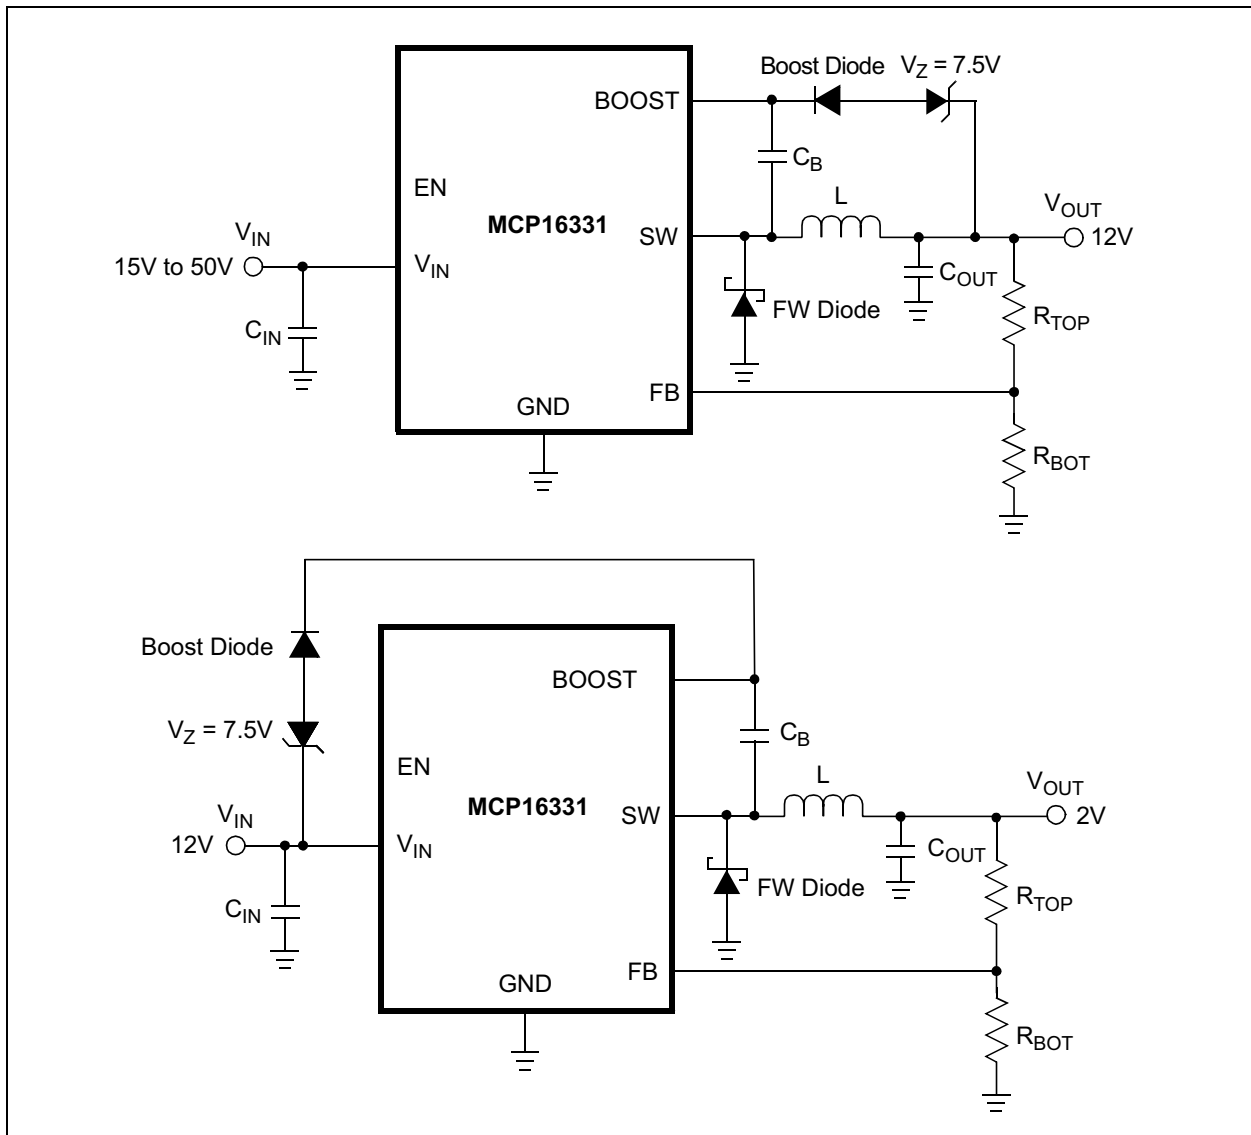 Boost Diode V_Z = 7.5V
BOOST
C_B
EN
L
V_OUT
MCP16331
SW
12V
V_IN
15V to 50V
V_IN
C_OUT
FW Diode
R_TOP
C_IN
FB
GND
R_BOT
Boost Diode
BOOST
V_Z = 7.5V
C_B
EN
L
V_OUT
MCP16331
SW
2V
V_IN
12V
V_IN
C_OUT
FW Diode
R_TOP
C_IN
FB
GND
R_BOT